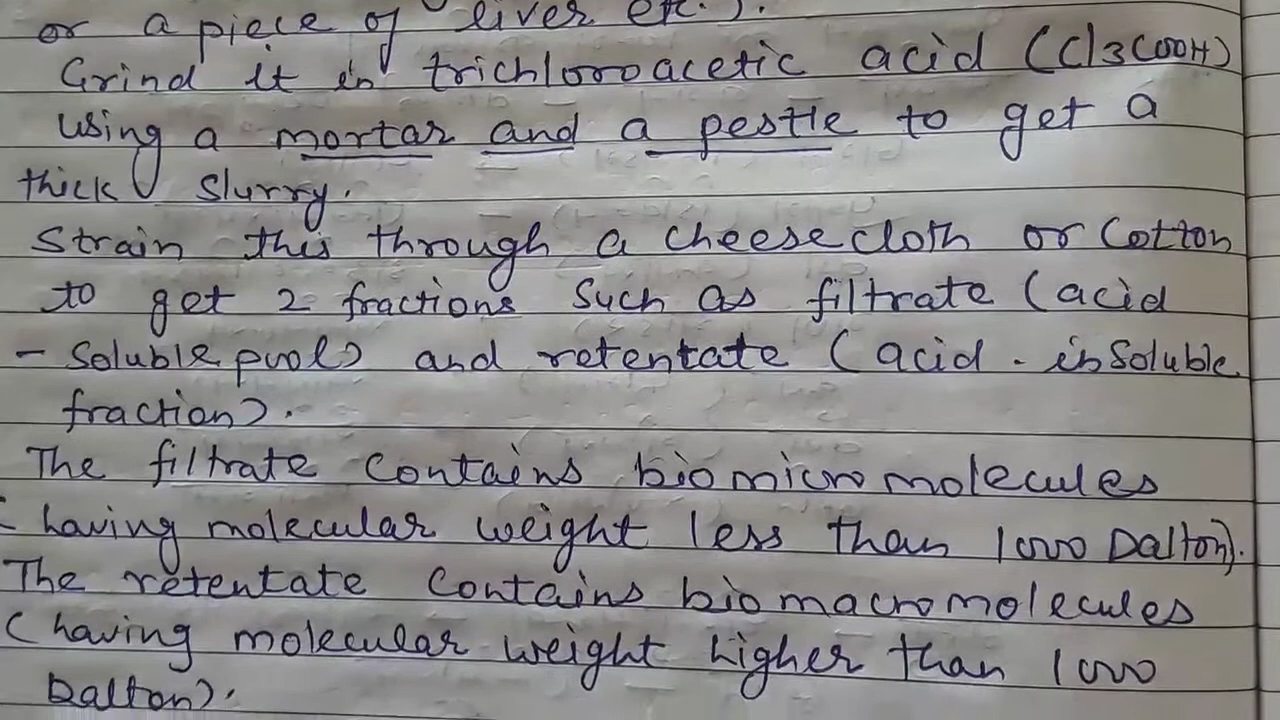 or a piece of liver etc.).
Grind it in trichloroacetic acid (Cl3COOH)
using a mortar and a pestle to get a
thick slurry.
Strain this through a cheese cloth or Cotton
to get 2 fractions such as filtrate (acid
- Soluble pool) and retentate (acid - insoluble
fraction).
The filtrate contains biomicromolecules
- having molecular weight less than 1000 Dalton).
The retentate contains biomacromolecules
(having molecular weight higher than 1000
Dalton).